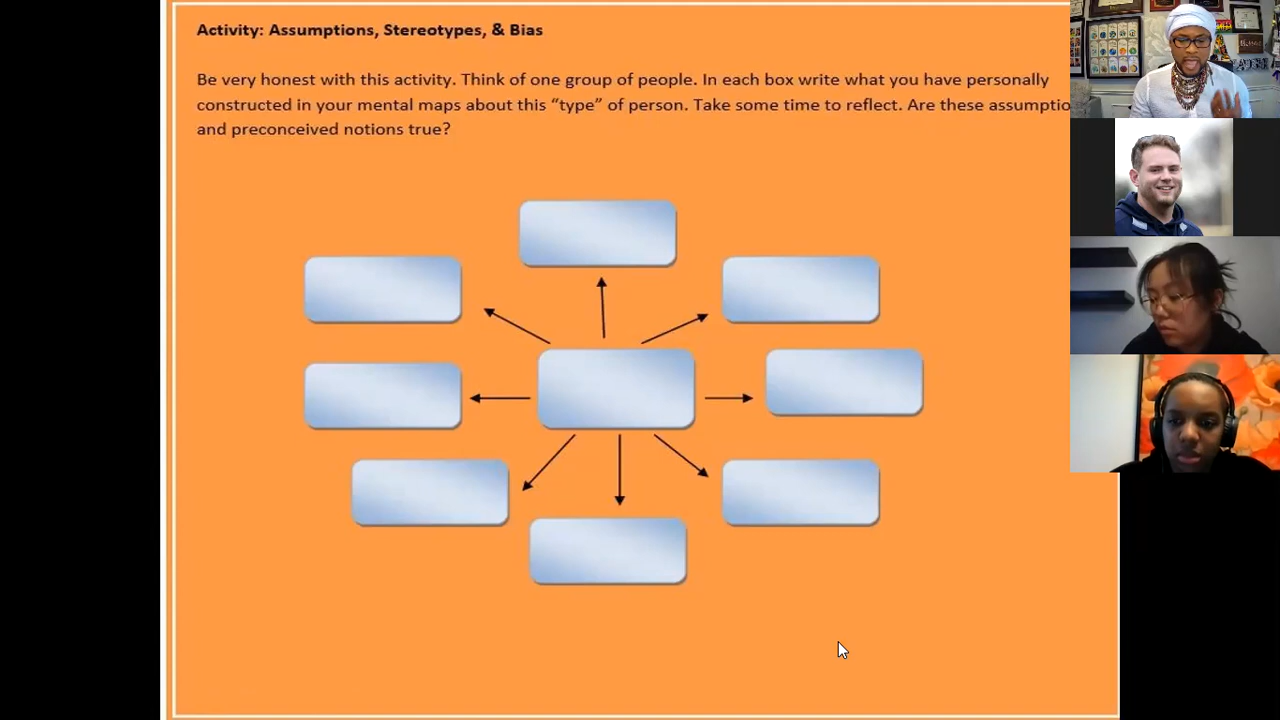 Activity: Assumptions, Stereotypes, & Bias
Be very honest with this activity. Think of one group of people. In each box write what you have personally
constructed in your mental maps about this “type” of person. Take some time to reflect. Are these assumptio
and preconceived notions true?